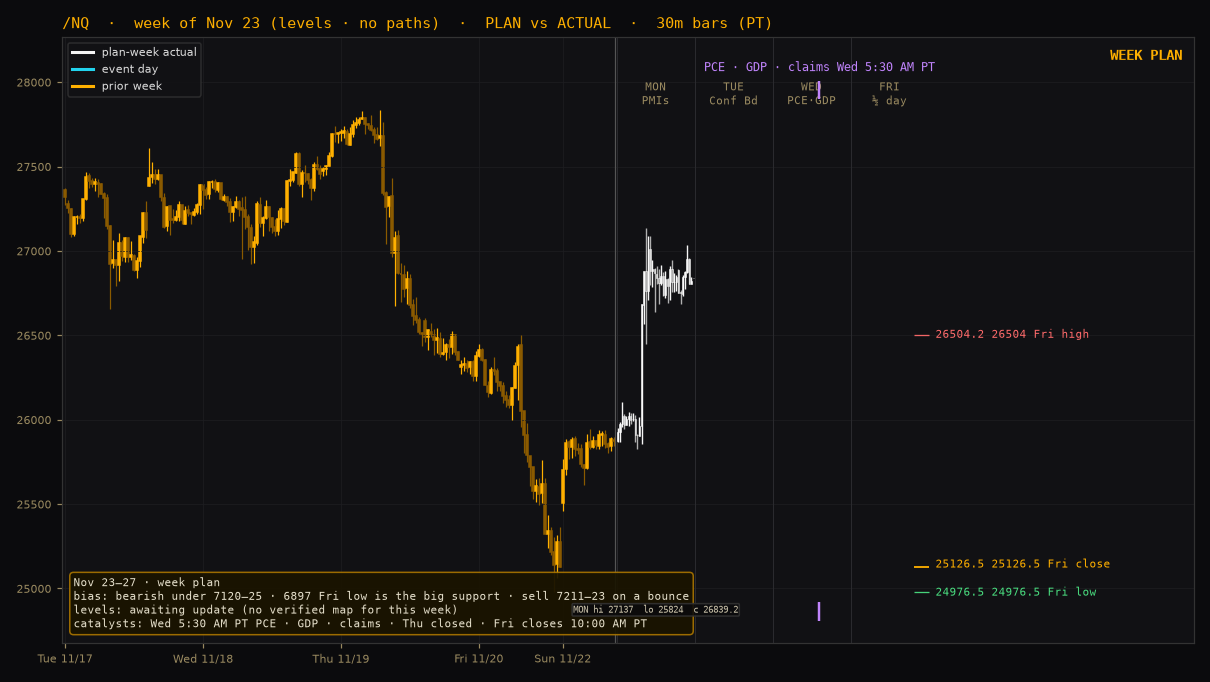 /NQ · week of Nov 23 (levels · no paths) · PLAN vs ACTUAL · 30m bars (PT)
plan-week actual
event day
prior week
WEEK PLAN
PCE · GDP · claims Wed 5:30 AM PT
MON TUE WED FRI
PMIs Conf Bd PCE·GDP ½ day
28000
27500
27000
26500
26000
25500
25000
26504.2 26504 Fri high
25126.5 25126.5 Fri close
24976.5 24976.5 Fri low
Nov 23–27 · week plan
bias: bearish under 7120–25 · 6897 Fri low is the big support · sell 7211–23 on a bounce
levels: awaiting update (no verified map for this week)
catalysts: Wed 5:30 AM PT PCE · GDP · claims · Thu closed · Fri closes 10:00 AM PT
MON hi 27137 lo 25824 c 26839.2
Tue 11/17 Wed 11/18 Thu 11/19 Fri 11/20 Sun 11/22